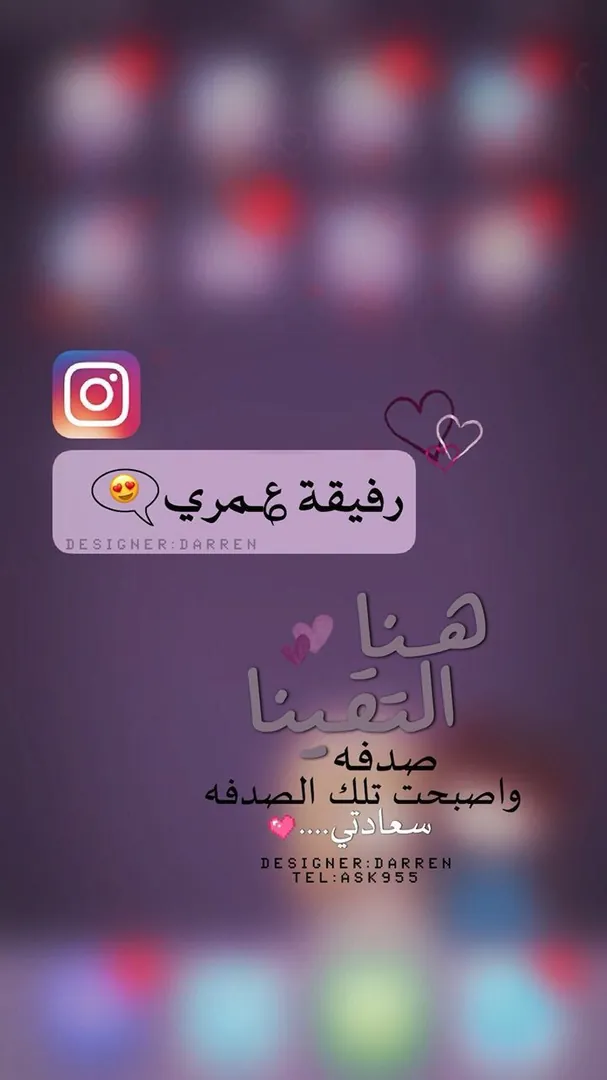 رفيقة عمري😍
DESIGNER:DARREN
هنا
التقينا
صدفه
واصبحت تلك الصدفه
سعادتي....💓
DESIGNER:DARREN
TEL:ASK955